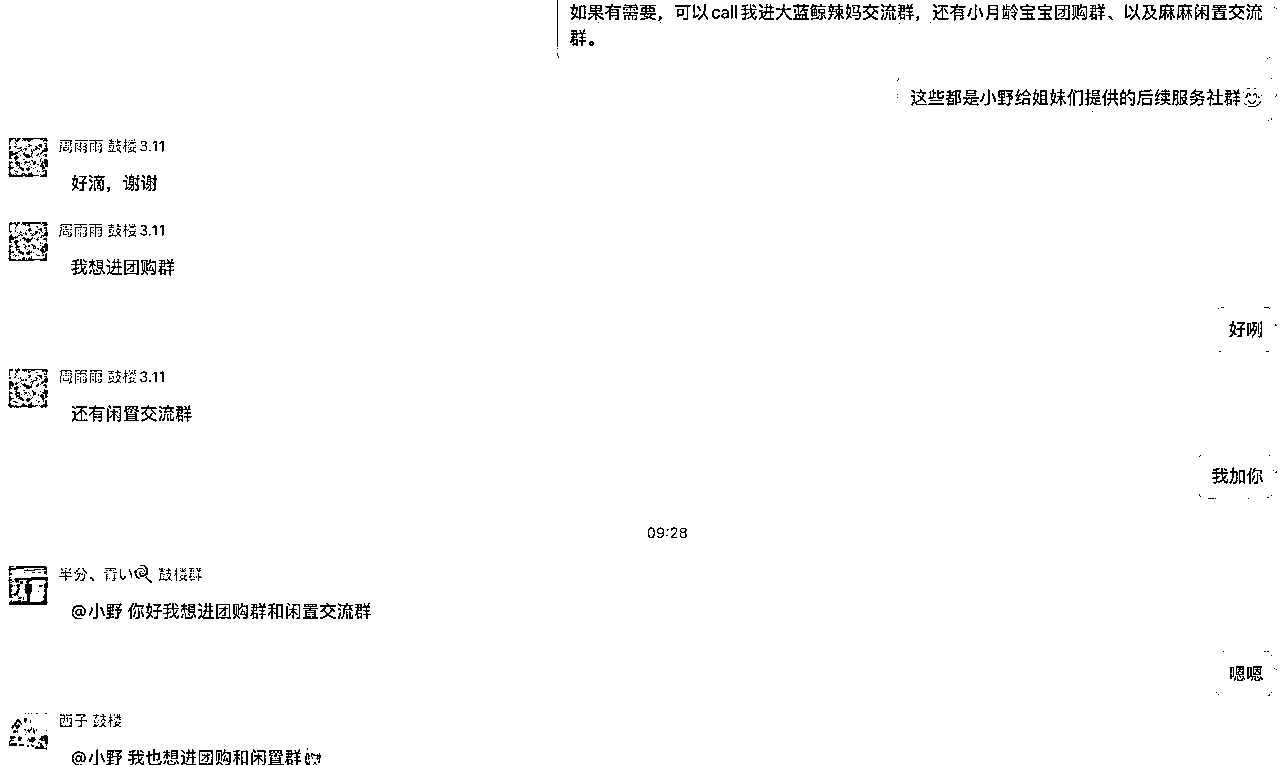 如果有需要，可以call我进大蓝鲸辣妈交流群，还有小月龄宝宝团购群、以及麻麻闲置交流
群。
这些都是小野给姐妹们提供的后续服务社群
周雨雨 鼓楼3.11
好滴，谢谢
周雨雨 鼓楼3.11
我想进团购群
好咧
周雨雨 鼓楼3.11
还有闲置交流群
我加你
09:28
半分、青い 鼓楼群
@小野 你好我想进团购群和闲置交流群
嗯嗯
西子 鼓楼
@小野 我也想进团购和闲置群